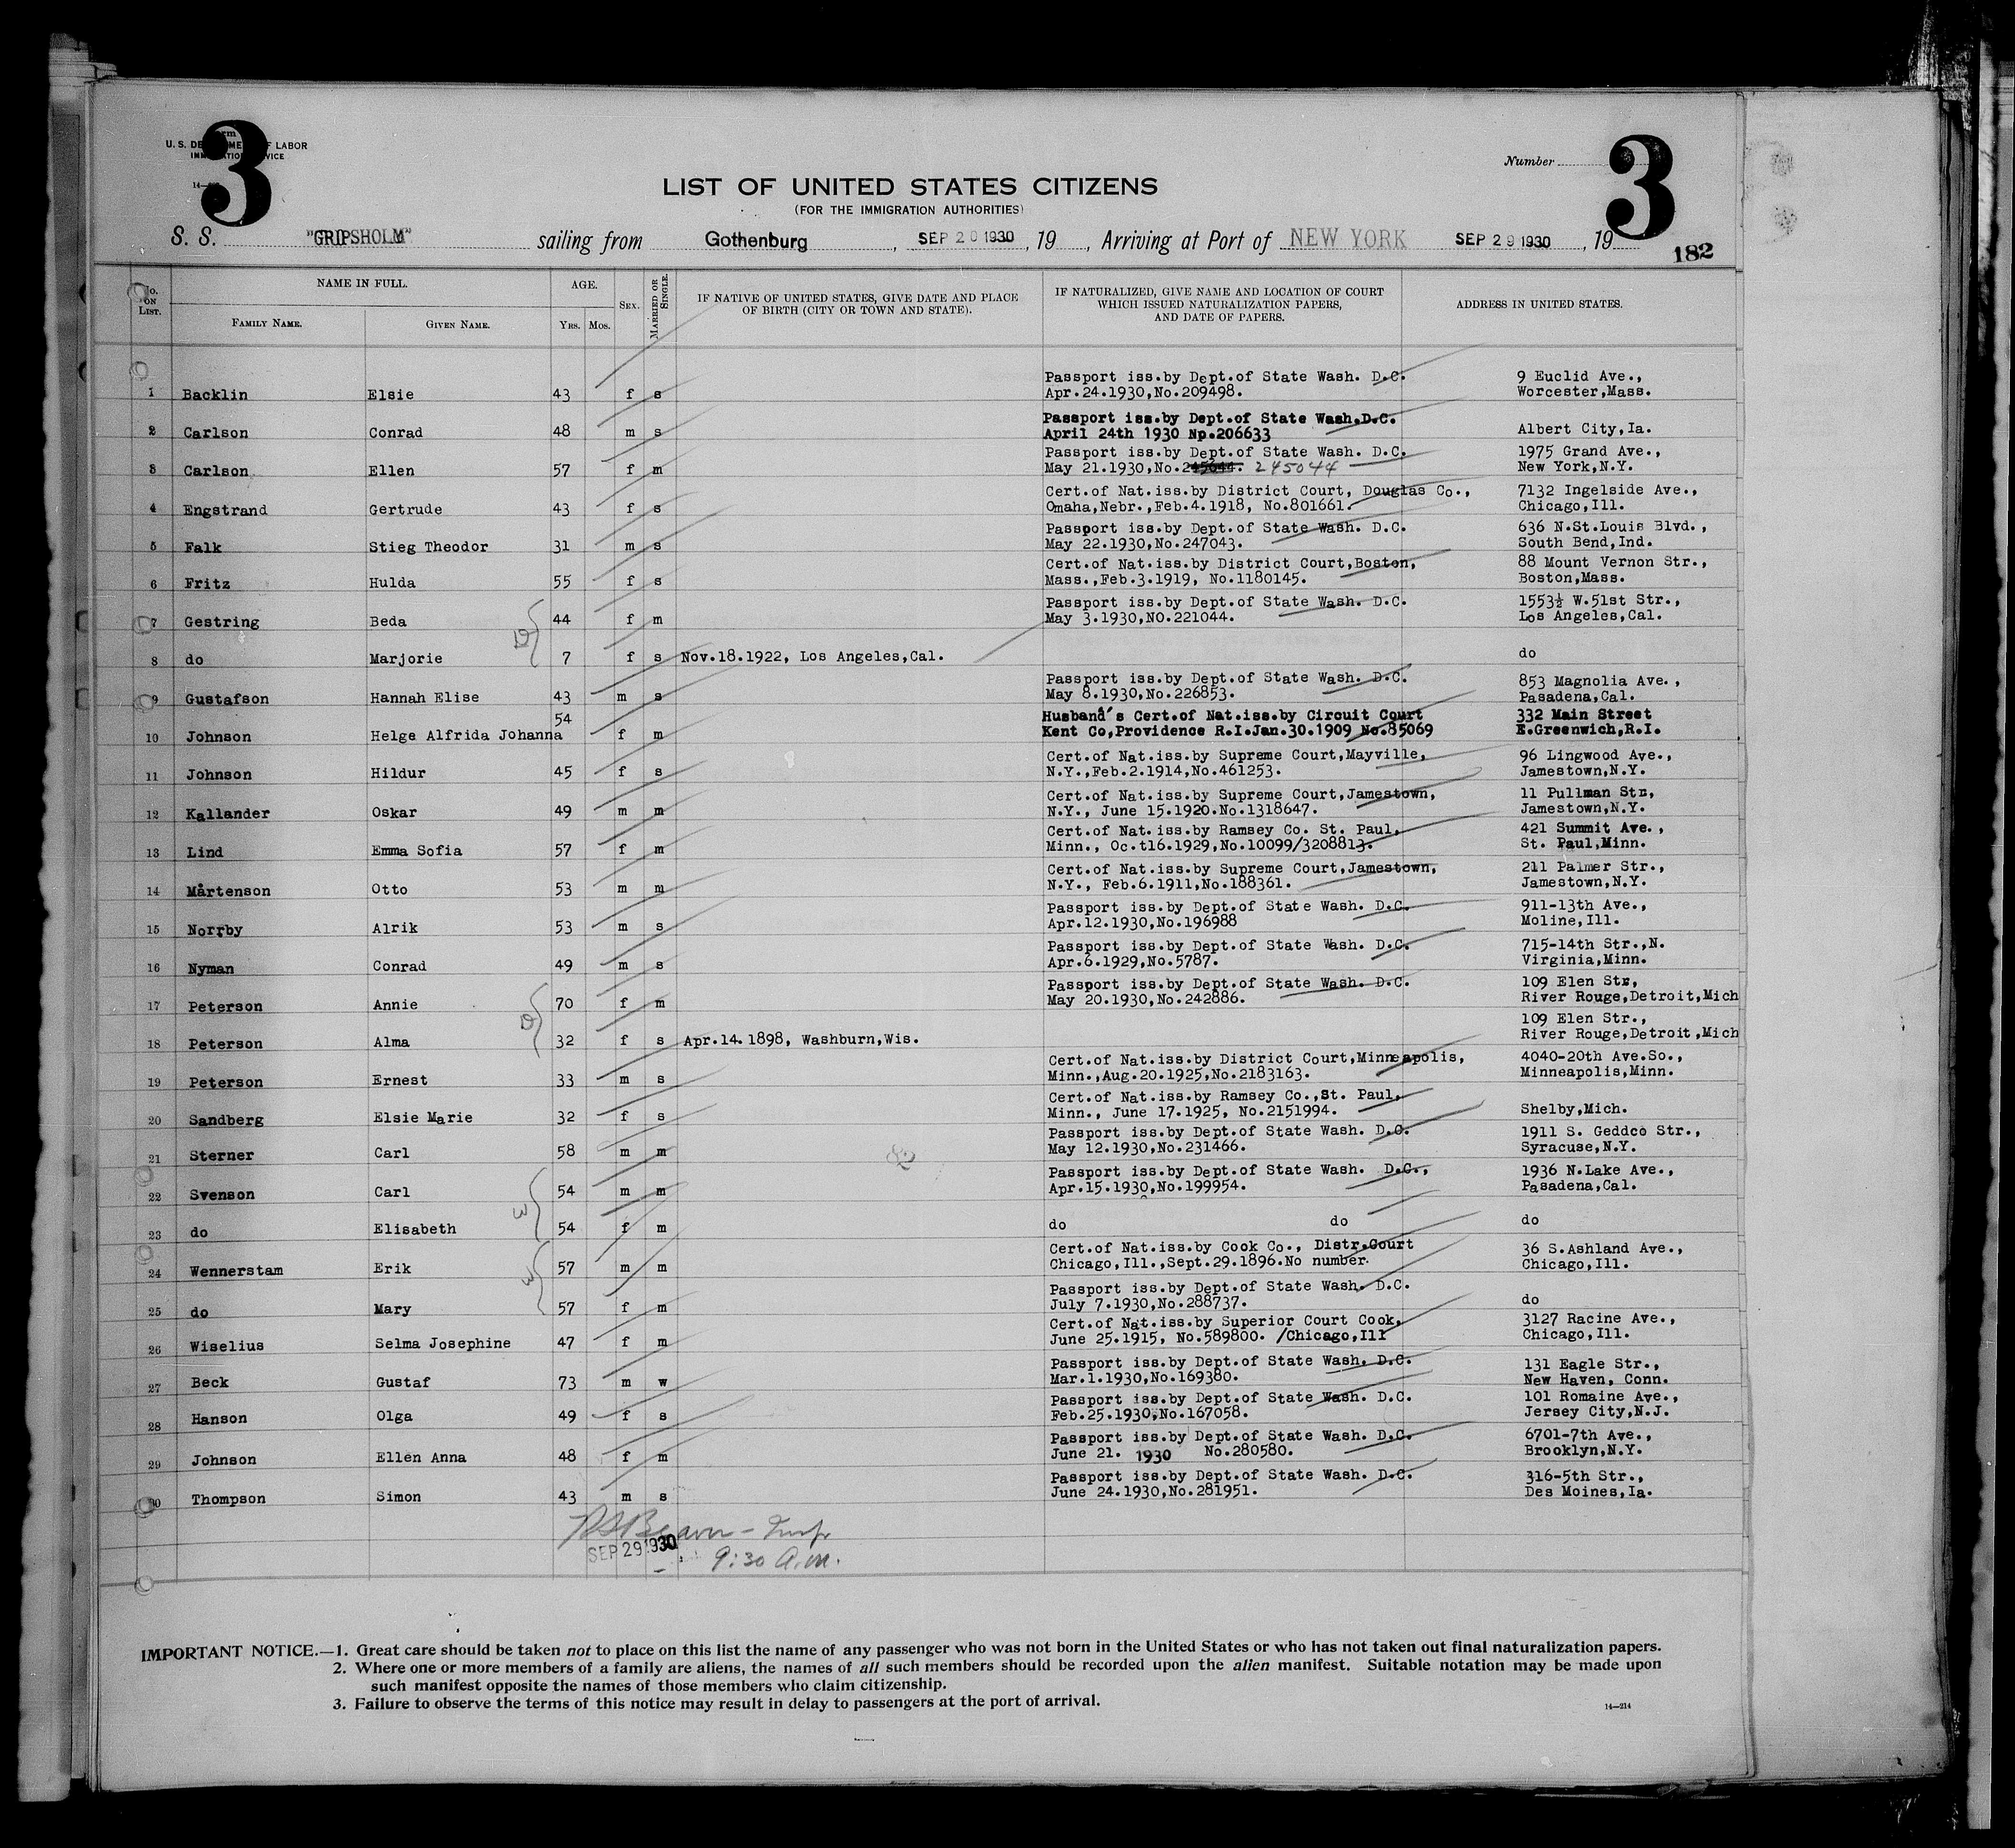 3
U. S. DEPARTMENT OF LABOR
IMMIGRATION SERVICE
Number
3
LIST OF UNITED STATES CITIZENS
(FOR THE IMMIGRATION AUTHORITIES)
S. S. "GRIPSHOLM" sailing from Gothenburg, SEP 20 1930, 19, Arriving at Port of NEW YORK SEP 29 1930, 19
182
No. ON LIST. NAME IN FULL. AGE. SEX. MARRIED OR SINGLE. IF NATIVE OF UNITED STATES, GIVE DATE AND PLACE OF BIRTH (CITY OR TOWN AND STATE). IF NATURALIZED, GIVE NAME AND LOCATION OF COURT WHICH ISSUED NATURALIZATION PAPERS, AND DATE OF PAPERS. ADDRESS IN UNITED STATES.
FAMILY NAME. GIVEN NAME. YRS. MOS.
Passport iss.by Dept.of State Wash. D.C. 9 Euclid Ave.,
1 Backlin Elsie 43 f s Apr.24.1930,No.209498. Worcester,Mass.
Passport iss.by Dept.of State Wash.D.C.
2 Carlson Conrad 48 m s April 24th 1930 Np.206633 Albert City,Ia.
Passport iss.by Dept.of State Wash. D.C. 1975 Grand Ave.,
3 Carlson Ellen 57 f m May 21.1930,No.245644. 245044 New York,N.Y.
Cert.of Nat.iss.by District Court, Douglas Co., 7132 Ingelside Ave.,
4 Engstrand Gertrude 43 f s Omaha,Nebr.,Feb.4.1918, No.801661. Chicago,Ill.
Passport iss.by Dept.of State Wash. D.C. 636 N.St.Louis Blvd.,
5 Falk Stieg Theodor 31 m s May 22.1930,No.247043. South Bend,Ind.
Cert.of Nat.iss.by District Court,Boston, 88 Mount Vernon Str.,
6 Fritz Hulda 55 f s Mass.,Feb.3.1919, No.1180145. Boston,Mass.
Passport iss.by Dept.of State Wash. D.C. 1553½ W.51st Str.,
7 Gestring Beda 44 f m May 3.1930,NO.221044. Los Angeles,Cal.
8 do Marjorie 7 f s Nov.18.1922, Los Angeles,Cal. do
Passport iss.by Dept.of State Wash. D.C. 853 Magnolia Ave.,
9 Gustafson Hannah Elise 43 m s May 8.1930,No.226853. Pasadena,Cal.
54 Husband's Cert.of Nat.iss.by Circuit Court 332 Main Street
10 Johnson Helge Alfrida Johanna f m Kent Co,Providence R.I.Jan.30.1909 No.85069 E.Greenwich,R.I.
Cert.of Nat.iss.by Supreme Court,Mayville, 96 Lingwood Ave.,
11 Johnson Hildur 45 f s N.Y.,Feb.2.1914,No.461253. Jamestown,N.Y.
Cert.of Nat.iss.by Supreme Court,Jamestown, 11 Pullman Str,
12 Kallander Oskar 49 m m N.Y., June 15.1920.No.1318647. Jamestown,N.Y.
Cert.of Nat.iss.by Ramsey Co. St. Paul, 421 Summit Ave.,
13 Lind Emma Sofia 57 f m Minn., Oc.t16.1929,No.10099/3208813. St. Paul,Minn.
Cert.of Nat.iss.by Supreme Court,Jamestown, 211 Palmer Str.,
14 Mårtenson Otto 53 m m N.Y., Feb.6.1911,No.188361. Jamestown,N.Y.
Passport iss.by Dept.of State Wash. D.C. 911-13th Ave.,
15 Norrby Alrik 53 m s Apr.12.1930,No.196988 Moline,Ill.
Passport iss.by Dept.of State Wash. D.C. 715-14th Str.,N.
16 Nyman Conrad 49 m s Apr.6.1929,No.5787. Virginia,Minn.
Passport iss.by Dept.of State Wash. D.C. 109 Elen Str,
17 Peterson Annie 70 f m May 20.1930,No.242886. River Rouge,Detroit,Mich
109 Elen Str.,
18 Peterson Alma 32 f s Apr.14.1898, Washburn,Wis. River Rouge,Detroit,Mich
Cert.of Nat.iss.by District Court,Minneapolis, 4040-20th Ave.So.,
19 Peterson Ernest 33 m s Minn.,Aug.20.1925,No.2183163. Minneapolis,Minn.
Cert.of Nat.iss.by Ramsey Co.,St. Paul,
20 Sandberg Elsie Marie 32 f s Minn., June 17.1925, No.2151994. Shelby,Mich.
Passport iss.by Dept.of State Wash. D.C. 1911 S. Geddco Str.,
21 Sterner Carl 58 m m May 12.1930,No.231466. Syracuse,N.Y.
Passport iss.by Dept.of State Wash. D.C., 1936 N.Lake Ave.,
22 Svenson Carl 54 m m Apr.15.1930,No.199954. Pasadena,Cal.
23 do Elisabeth 54 f m do do do
Cert.of Nat.iss.by Cook Co., Distr.Court 36 S.Ashland Ave.,
24 Wennerstam Erik 57 m m Chicago,Ill.,Sept.29.1896.No number. Chicago,Ill.
Passport iss.by Dept.of State Wash. D.C.
25 do Mary 57 f m July 7.1930,No.288737. do
Cert.of Nat.iss.by Superior Court Cook, 3127 Racine Ave.,
26 Wiselius Selma Josephine 47 f m June 25.1915, No.589800. /Chicago,Ill Chicago,Ill.
Passport iss.by Dept.of State Wash. D.C. 131 Eagle Str.,
27 Beck Gustaf 73 m w Mar.1.1930,No.169380. New Haven, Conn.
Passport iss.by Dept.of State Wash. D.C. 101 Romaine Ave.,
28 Hanson Olga 49 f s Feb.25.1930,No.167058. Jersey City,N.J.
Passport iss.by Dept.of State Wash. D.C. 6701-7th Ave.,
29 Johnson Ellen Anna 48 f m June 21. 1930 No.280580. Brooklyn,N.Y.
Passport iss.by Dept.of State Wash. D.C. 316-5th Str.,
30 Thompson Simon 43 m s June 24.1930,No.281951. Des Moines,Ia.
SEP 29 1930
9:30 A.M.
IMPORTANT NOTICE.—1. Great care should be taken not to place on this list the name of any passenger who was not born in the United States or who has not taken out final naturalization papers.
2. Where one or more members of a family are aliens, the names of all such members should be recorded upon the alien manifest. Suitable notation may be made upon
such manifest opposite the names of those members who claim citizenship.
3. Failure to observe the terms of this notice may result in delay to passengers at the port of arrival.
14—214